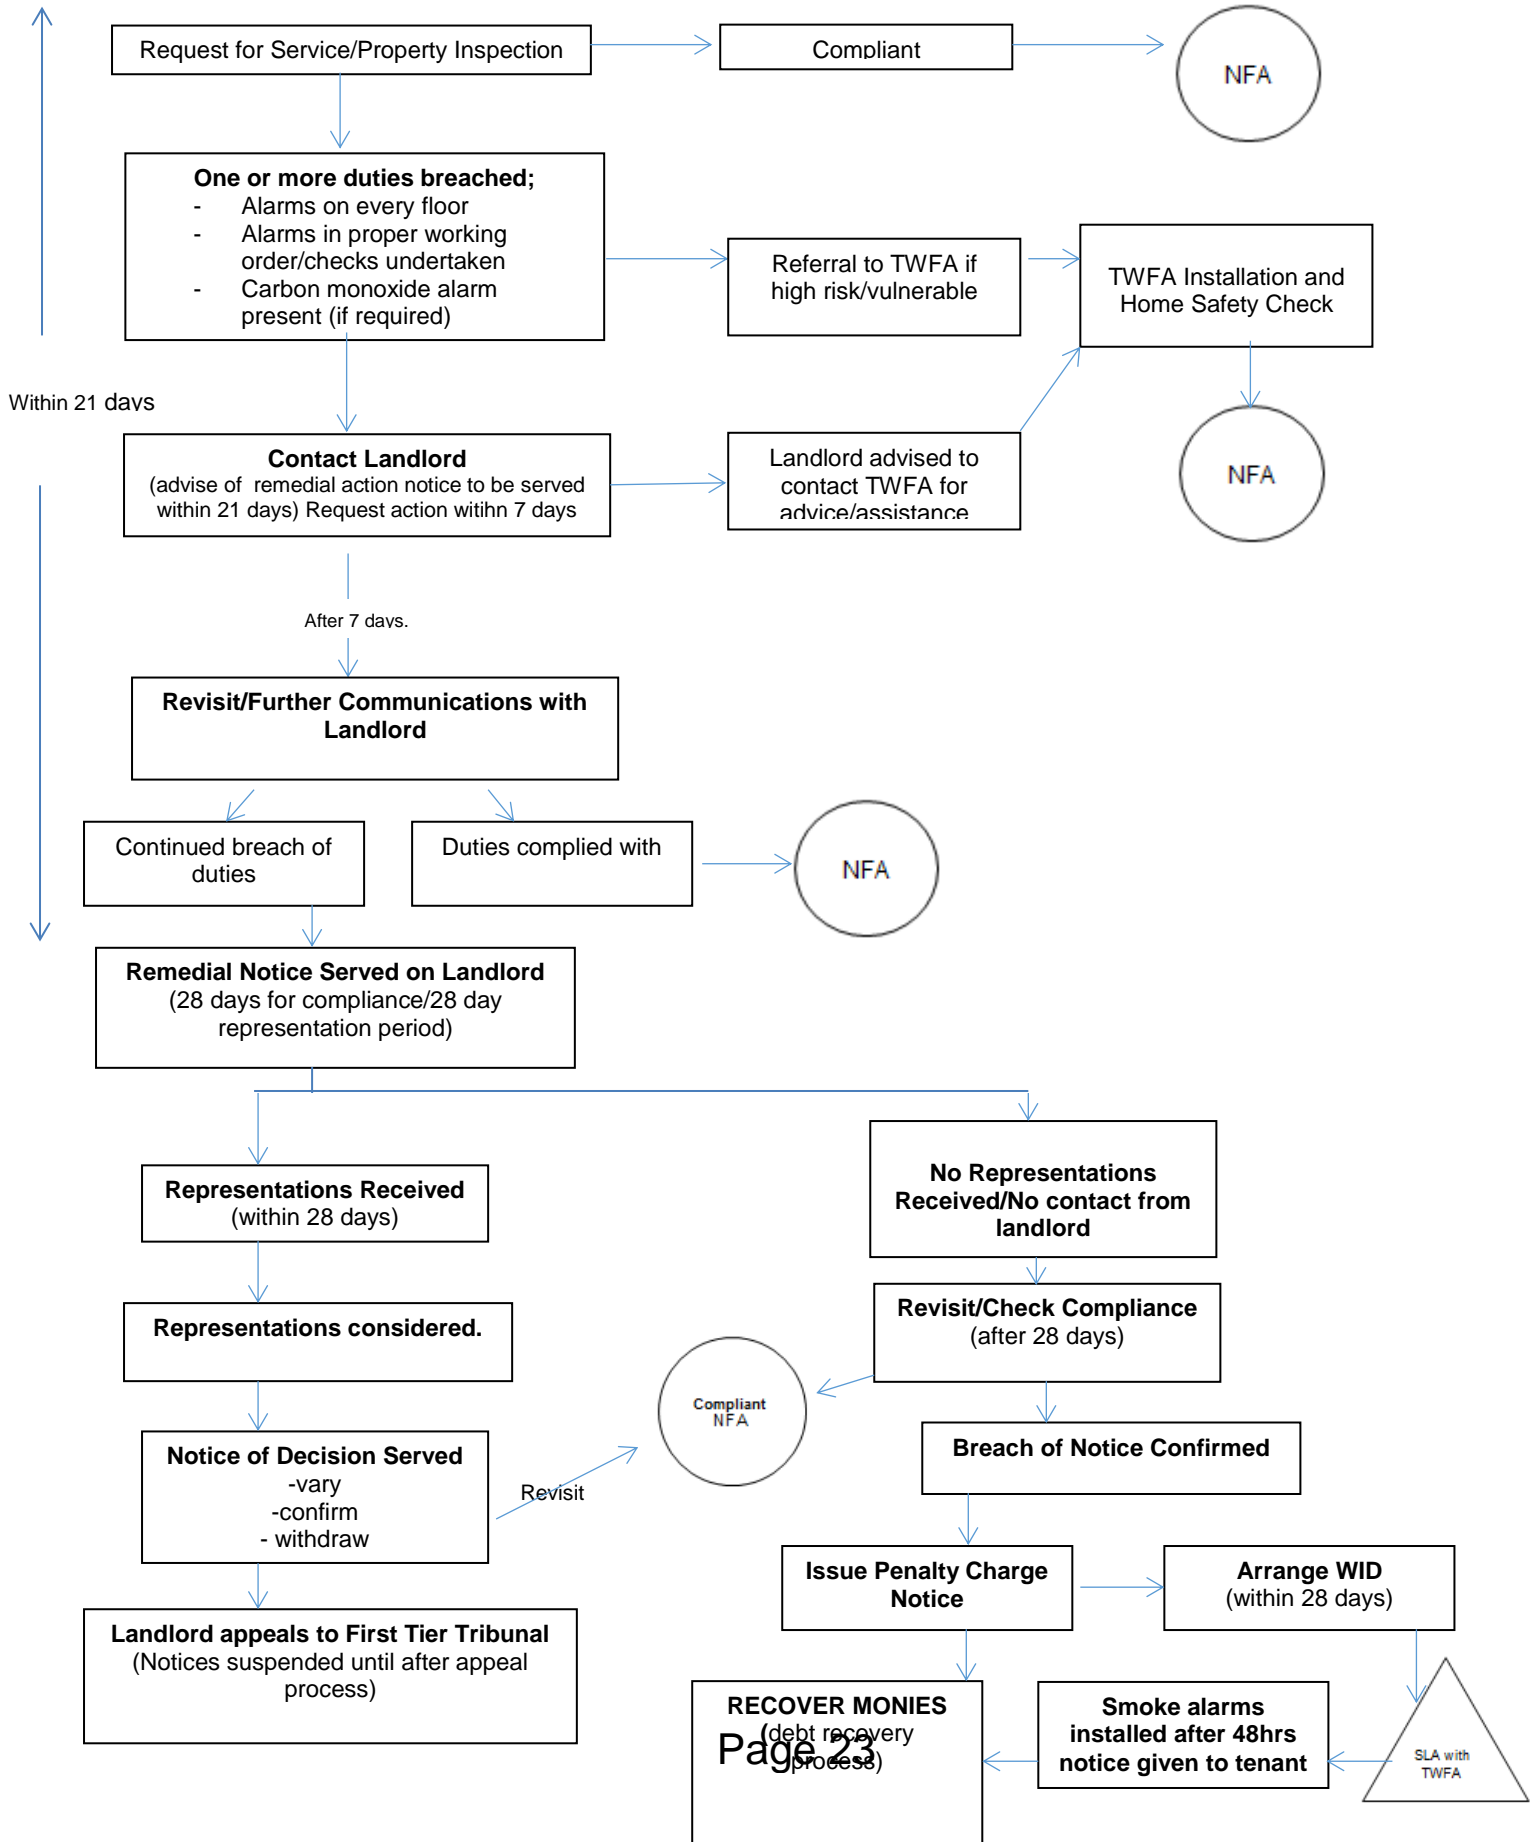 Request for Service/Property Inspection
Compliant
NFA
One or more duties breached;
- Alarms on every floor
- Alarms in proper working
order/checks undertaken
- Carbon monoxide alarm
present (if required)
Referral to TWFA if
high risk/vulnerable
TWFA Installation and
Home Safety Check
Within 21 days
NFA
Contact Landlord
(advise of remedial action notice to be served
within 21 days) Request action witihn 7 days
Landlord advised to
contact TWFA for
advice/assistance
After 7 days.
Revisit/Further Communications with
Landlord
Continued breach of
duties
Duties complied with
NFA
Remedial Notice Served on Landlord
(28 days for compliance/28 day
representation period)
Representations Received
(within 28 days)
No Representations
Received/No contact from
landlord
Representations considered.
Revisit/Check Compliance
(after 28 days)
Compliant
NFA
Notice of Decision Served
-vary
-confirm
- withdraw
Revisit
Breach of Notice Confirmed
Issue Penalty Charge
Notice
Arrange WID
(within 28 days)
Landlord appeals to First Tier Tribunal
(Notices suspended until after appeal
process)
RECOVER MONIES
(debt recovery
process)
Page 23
Smoke alarms
installed after 48hrs
notice given to tenant
SLA with
TWFA